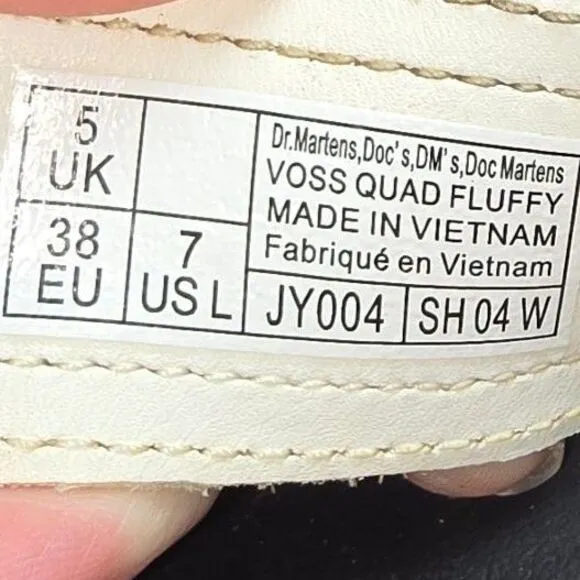 5
UK
38
EU
7
US L
Dr.Martens,Doc's,DM's,Doc Martens
VOSS QUAD FLUFFY
MADE IN VIETNAM
Fabriqué en Vietnam
JY004
SH 04 W